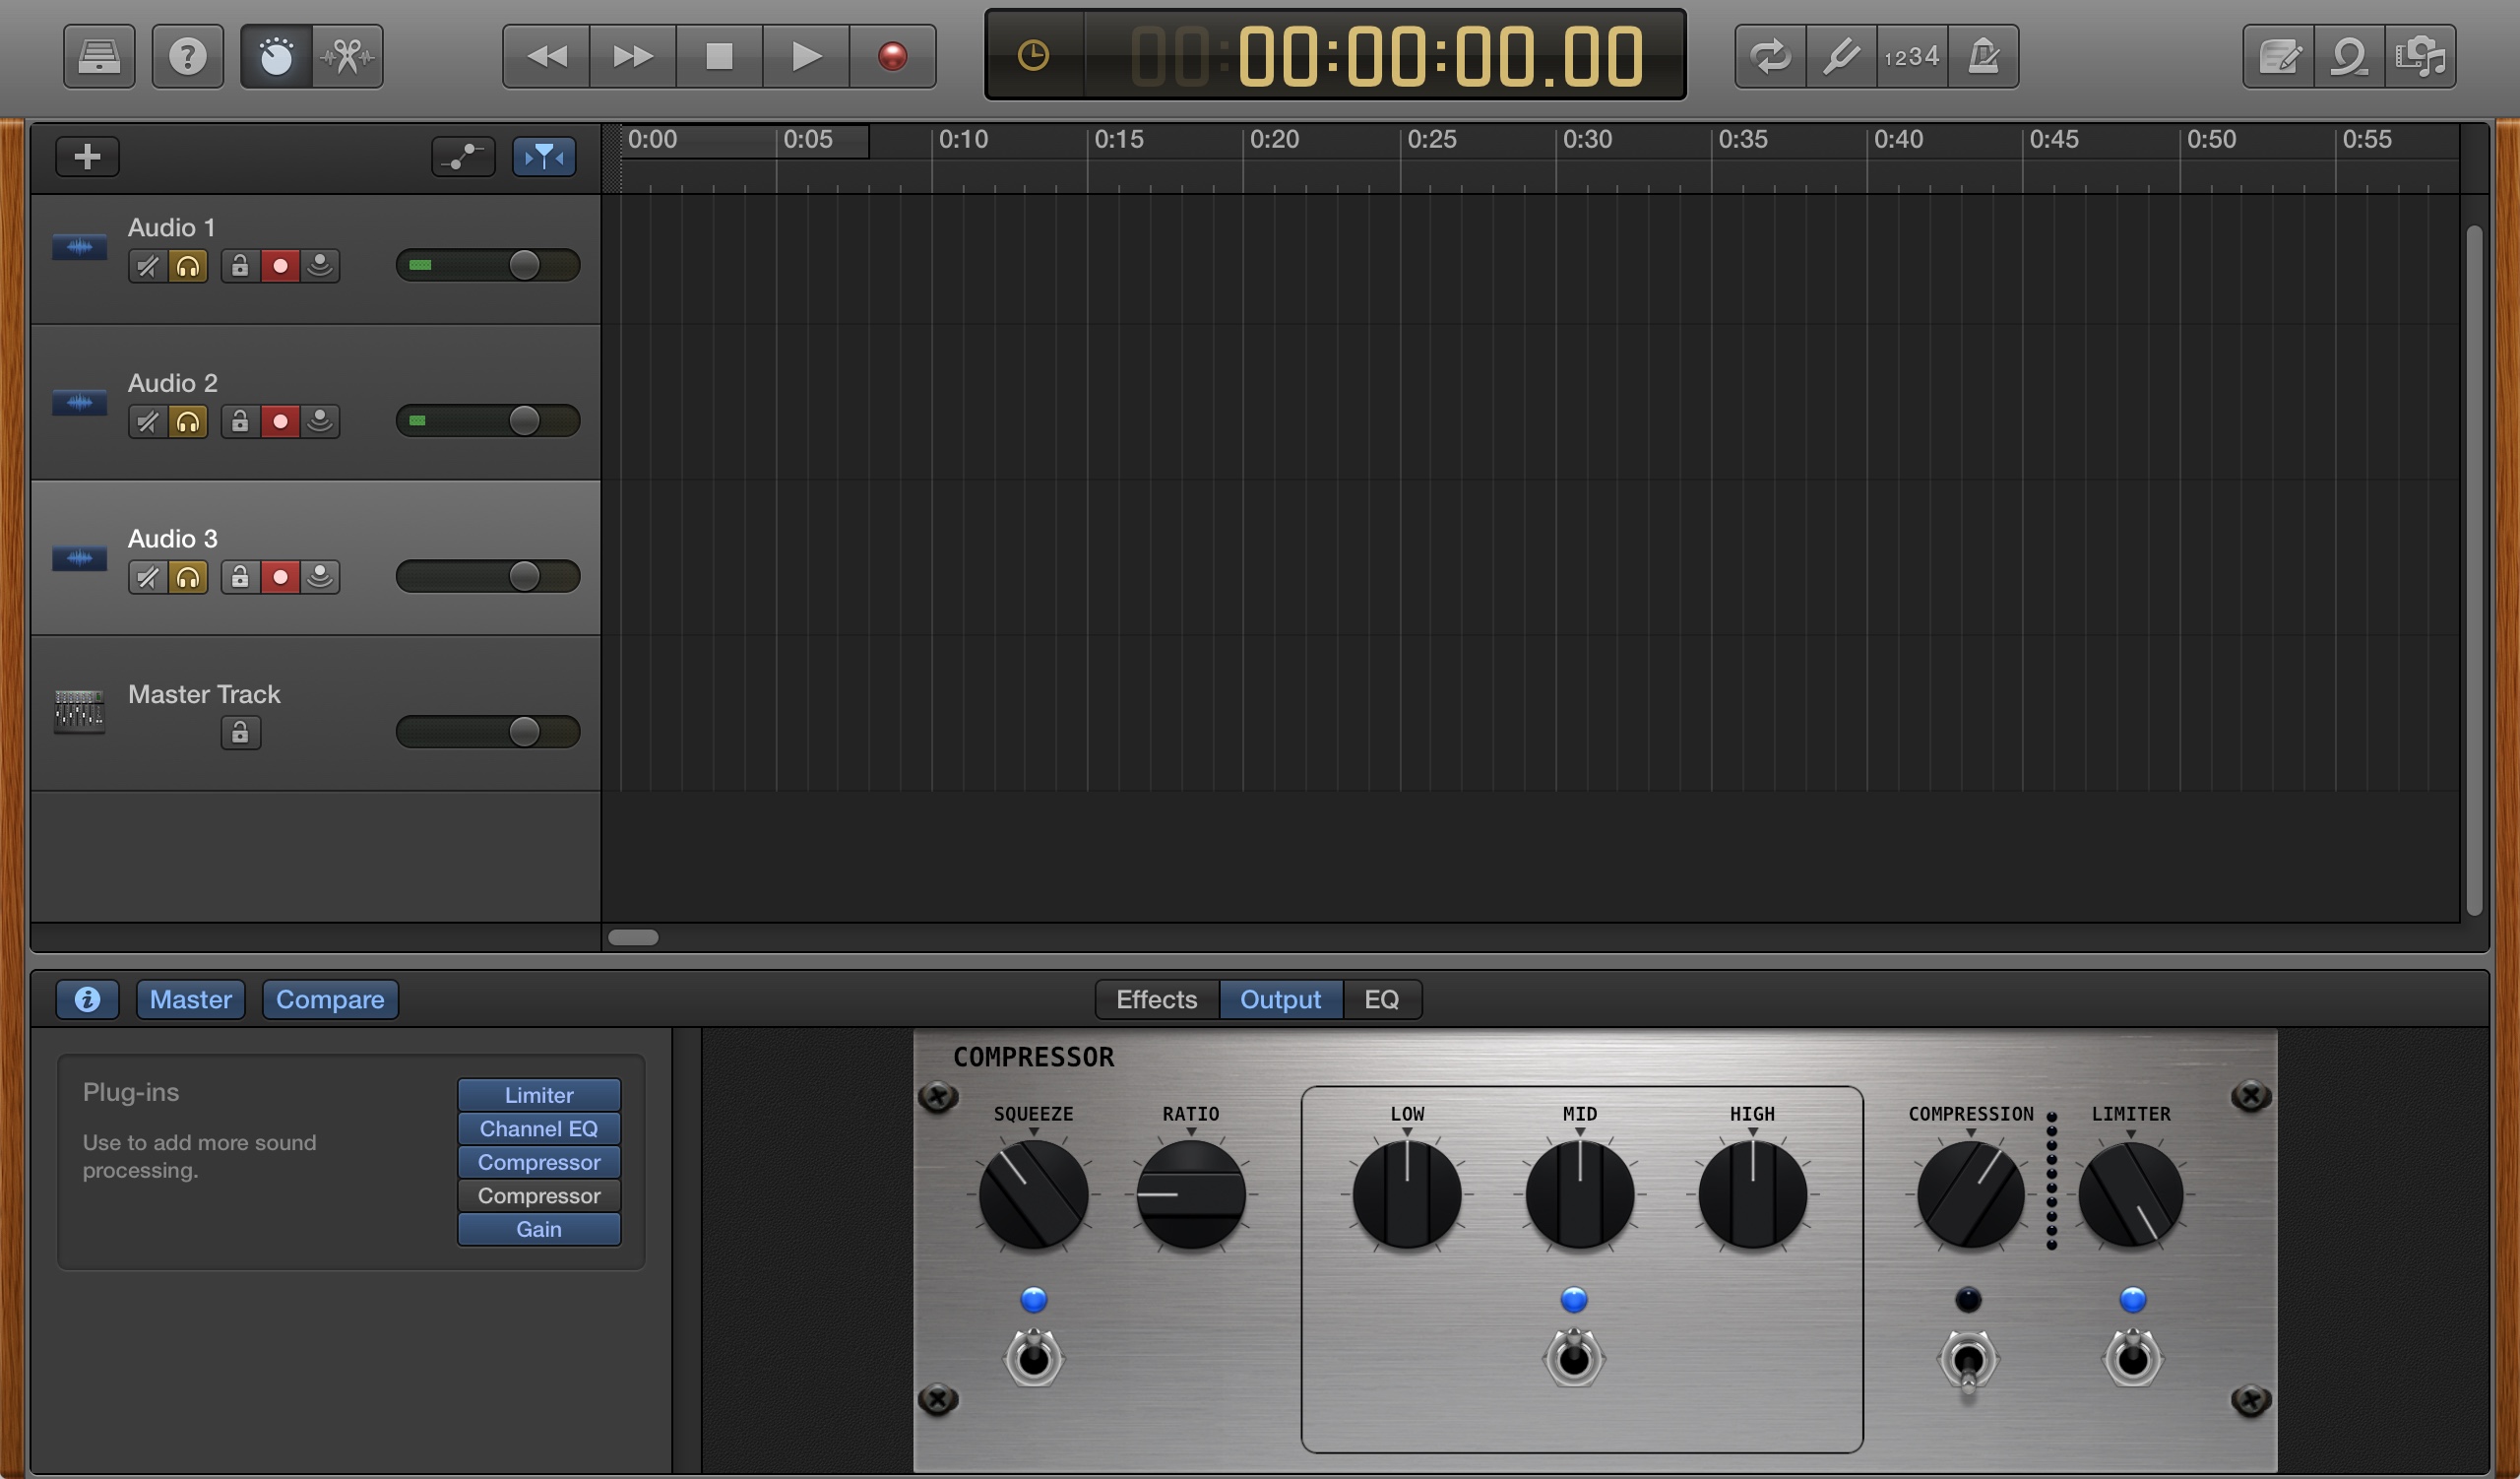 00:00:00:00.00
1234
0:00 0:05 0:10 0:15 0:20 0:25 0:30 0:35 0:40 0:45 0:50 0:55
Audio 1
Audio 2
Audio 3
Master Track
Master Compare Effects Output EQ
Plug-ins
Use to add more sound
processing.
Limiter
Channel EQ
Compressor
Compressor
Gain
COMPRESSOR
SQUEEZE RATIO LOW MID HIGH COMPRESSION LIMITER